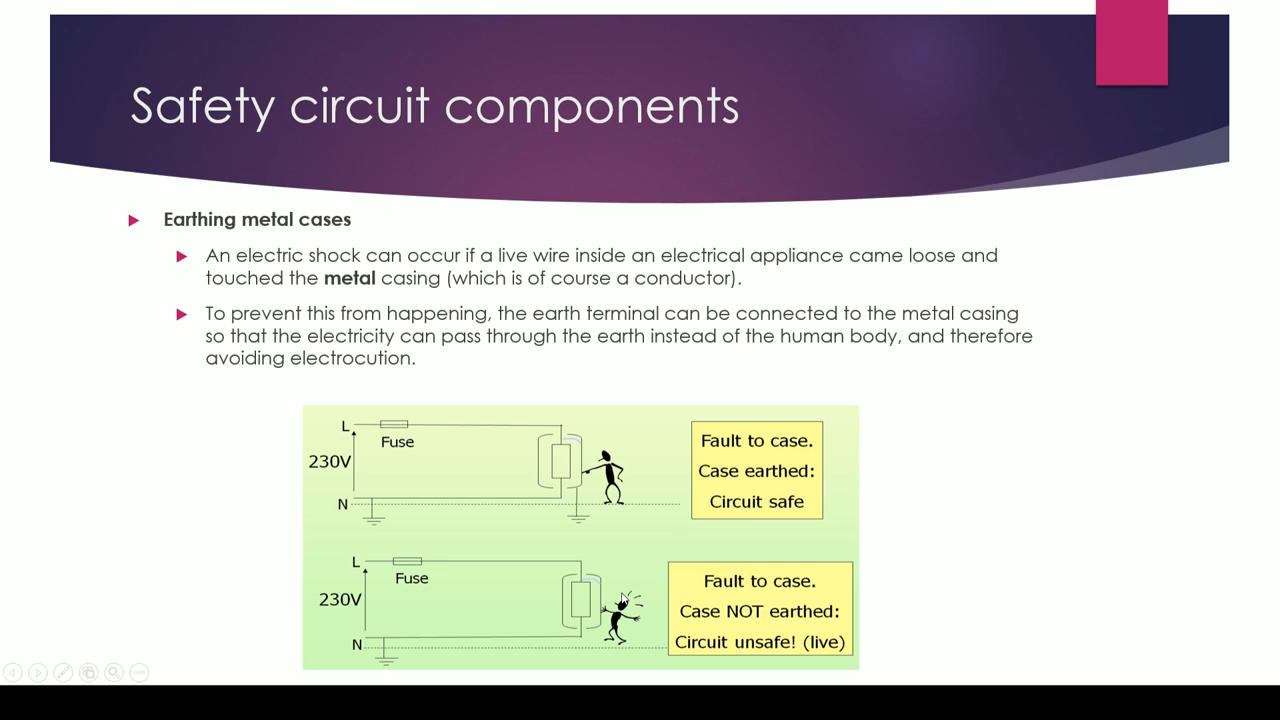 Safety circuit components
Earthing metal cases
An electric shock can occur if a live wire inside an electrical appliance came loose and
touched the metal casing (which is of course a conductor).
To prevent this from happening, the earth terminal can be connected to the metal casing
so that the electricity can pass through the earth instead of the human body, and therefore
avoiding electrocution.
L
Fuse
230V
N
Fault to case.
Case earthed:
Circuit safe
L
Fuse
230V
N
Fault to case.
Case NOT earthed:
Circuit unsafe! (live)